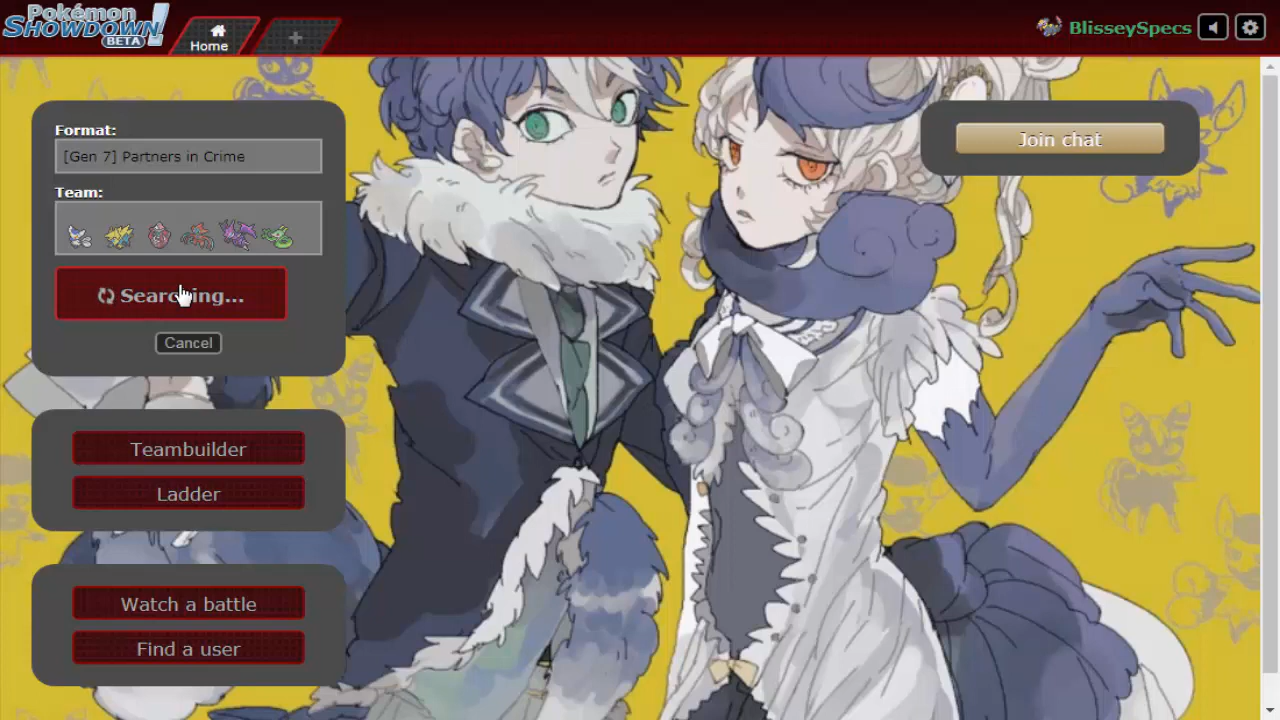 Pokémon
SHOWDOWN!
BETA
Home
BlisseySpecs
Format:
[Gen 7] Partners in Crime
Team:
Searching...
Cancel
Teambuilder
Ladder
Watch a battle
Find a user
Join chat